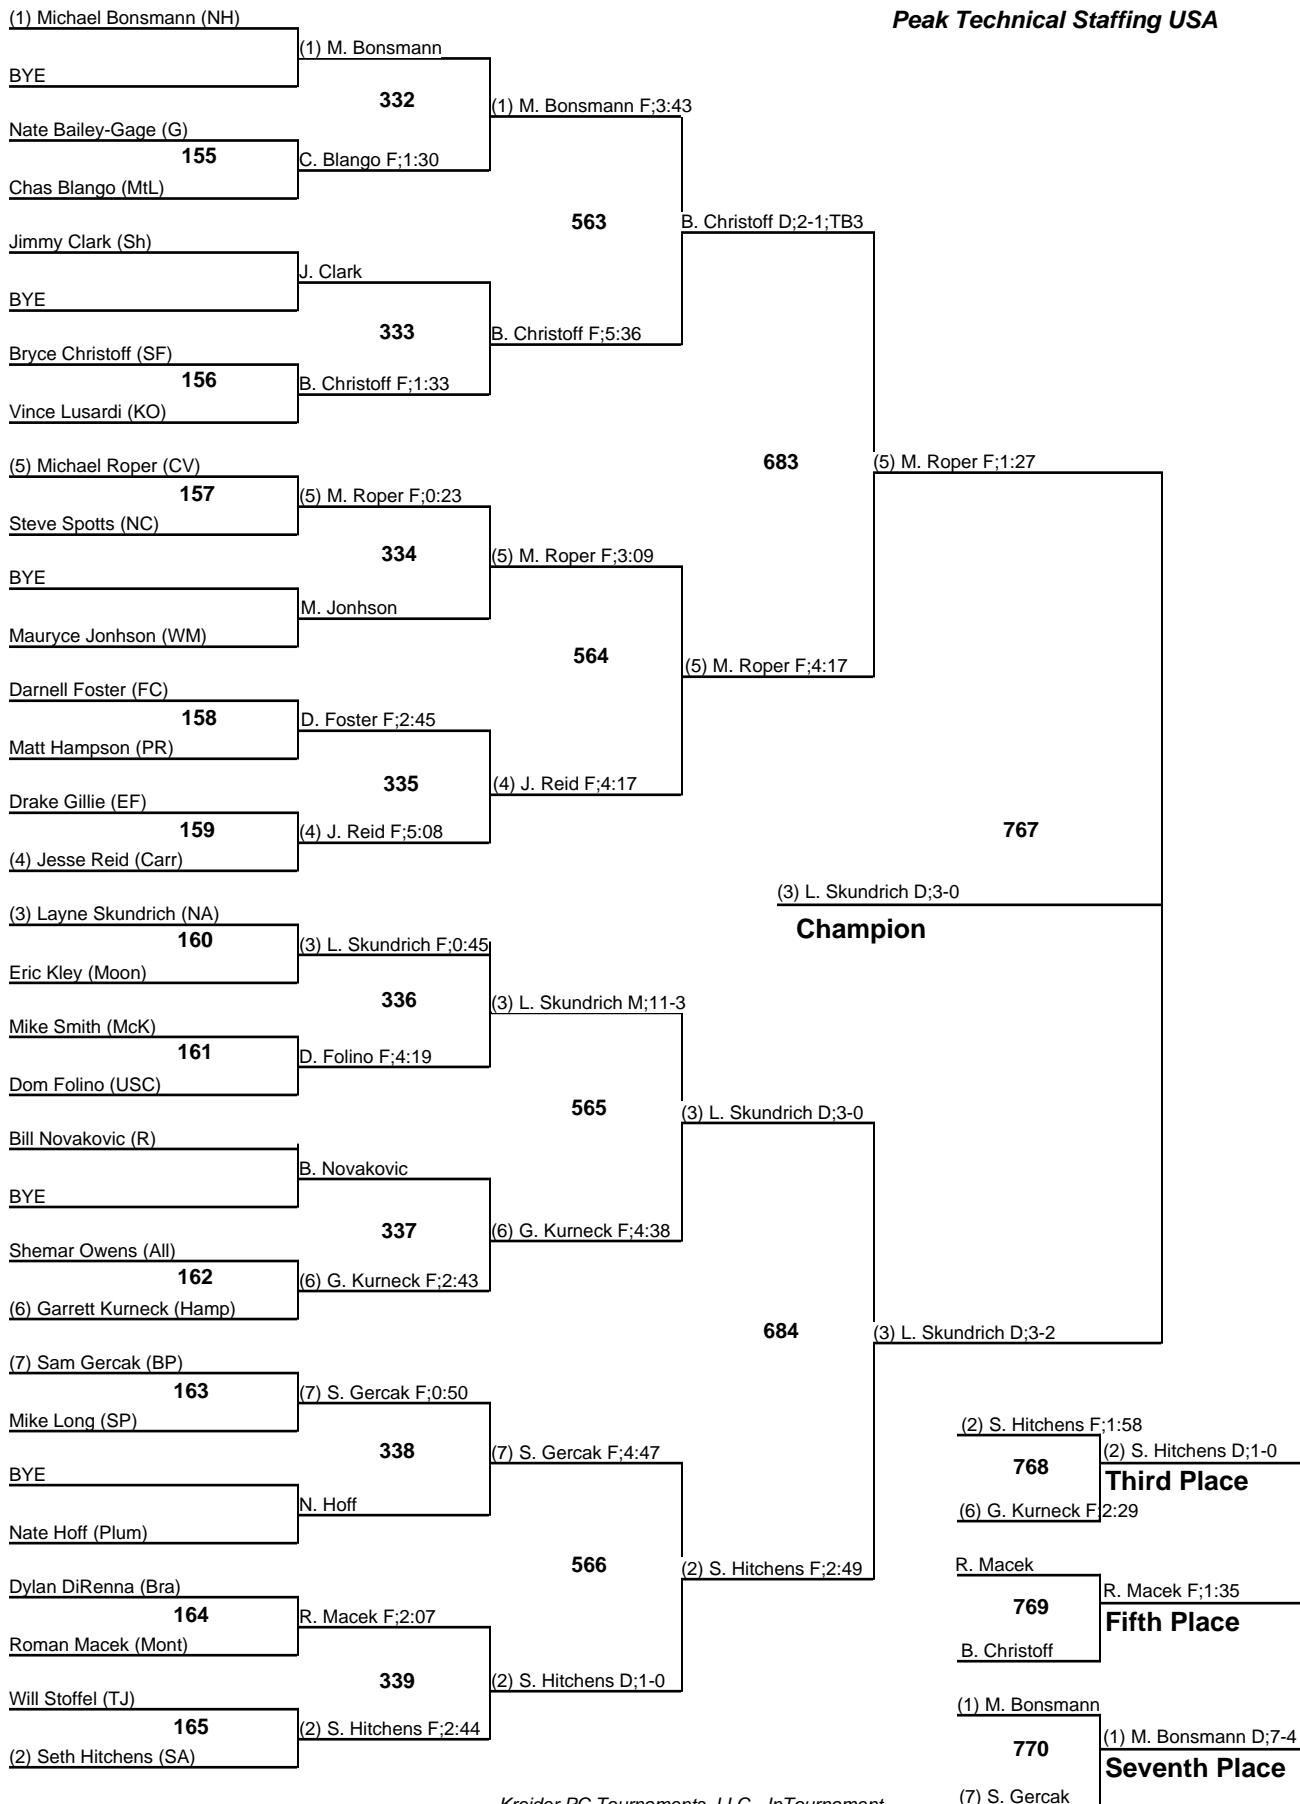 Peak Technical Staffing USA
(1) Michael Bonsmann (NH)
BYE
Nate Bailey-Gage (G)
155
Chas Blango (MtL)
Jimmy Clark (Sh)
BYE
Bryce Christoff (SF)
156
Vince Lusardi (KO)
(5) Michael Roper (CV)
157
Steve Spotts (NC)
BYE
Mauryce Jonhson (WM)
Darnell Foster (FC)
158
Matt Hampson (PR)
Drake Gillie (EF)
159
(4) Jesse Reid (Carr)
(3) Layne Skundrich (NA)
160
Eric Kley (Moon)
Mike Smith (McK)
161
Dom Folino (USC)
Bill Novakovic (R)
BYE
Shemar Owens (All)
162
(6) Garrett Kurneck (Hamp)
(7) Sam Gercak (BP)
163
Mike Long (SP)
BYE
Nate Hoff (Plum)
Dylan DiRenna (Bra)
164
Roman Macek (Mont)
Will Stoffel (TJ)
165
(2) Seth Hitchens (SA)
(1) M. Bonsmann
332
C. Blango F;1:30
J. Clark
333
B. Christoff F;1:33
(5) M. Roper F;0:23
334
M. Jonhson
D. Foster F;2:45
335
(4) J. Reid F;5:08
(3) L. Skundrich F;0:45
336
D. Folino F;4:19
B. Novakovic
337
(6) G. Kurneck F;2:43
(7) S. Gercak F;0:50
338
N. Hoff
R. Macek F;2:07
339
(2) S. Hitchens F;2:44
(1) M. Bonsmann F;3:43
563
B. Christoff F;5:36
(5) M. Roper F;3:09
564
(4) J. Reid F;4:17
(3) L. Skundrich M;11-3
565
(6) G. Kurneck F;4:38
(7) S. Gercak F;4:47
566
(2) S. Hitchens D;1-0
B. Christoff D;2-1;TB3
683
(5) M. Roper F;4:17
(3) L. Skundrich D;3-0
684
(2) S. Hitchens F;2:49
(5) M. Roper F;1:27
767
(3) L. Skundrich D;3-2
(3) L. Skundrich D;3-0
Champion
(2) S. Hitchens F;1:58
768
(6) G. Kurneck F;2:29
(2) S. Hitchens D;1-0
Third Place
R. Macek
769
B. Christoff
R. Macek F;1:35
Fifth Place
(1) M. Bonsmann
770
(7) S. Gercak
(1) M. Bonsmann D;7-4
Seventh Place
Kreider PC Tournaments, LLC - InTournament